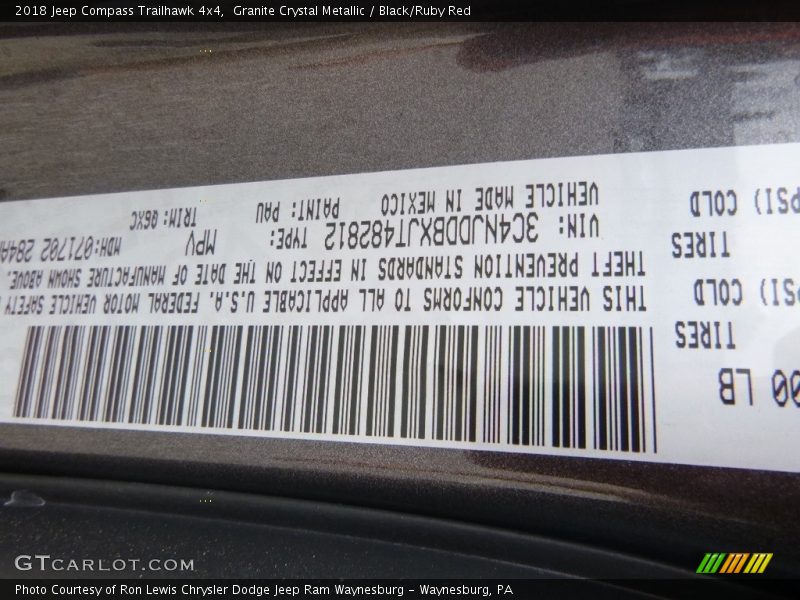 2018 Jeep Compass Trailhawk 4x4, Granite Crystal Metallic / Black/Ruby Red
00 LB
TIRES
PSI) COLD
TIRES
PSI) COLD
THIS VEHICLE CONFORMS TO ALL APPLICABLE U.S.A. FEDERAL MOTOR VEHICLE SAFETY
THEFT PREVENTION STANDARDS IN EFFECT ON THE DATE OF MANUFACTURE SHOWN ABOVE.
VIN: 3C4NJDDBXJT482812 TYPE: MPV MDH:071702 284A
VEHICLE MADE IN MEXICO PAINT: PAU TRIM: Q6XC
GTCARLOT.COM
Photo Courtesy of Ron Lewis Chrysler Dodge Jeep Ram Waynesburg - Waynesburg, PA